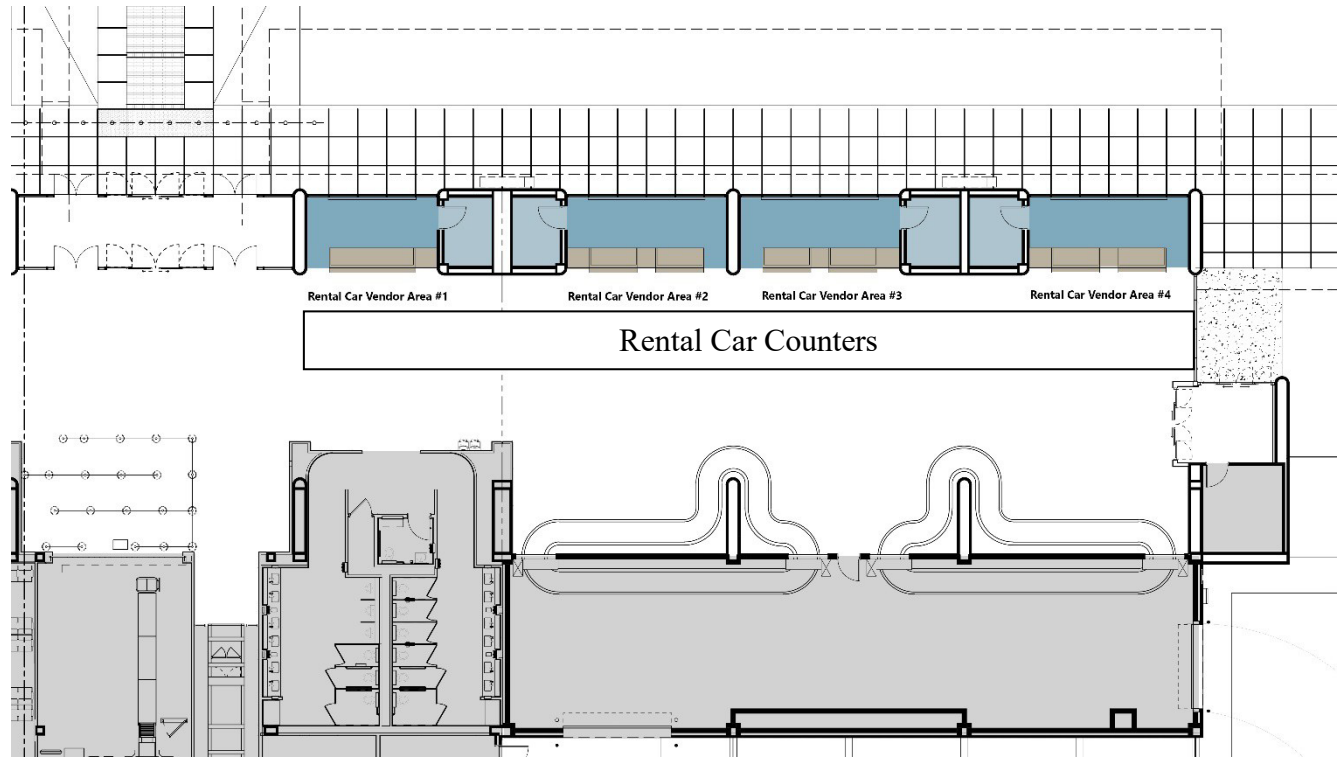 Rental Car Vendor Area #1
Rental Car Vendor Area #2
Rental Car Vendor Area #3
Rental Car Vendor Area #4
Rental Car Counters